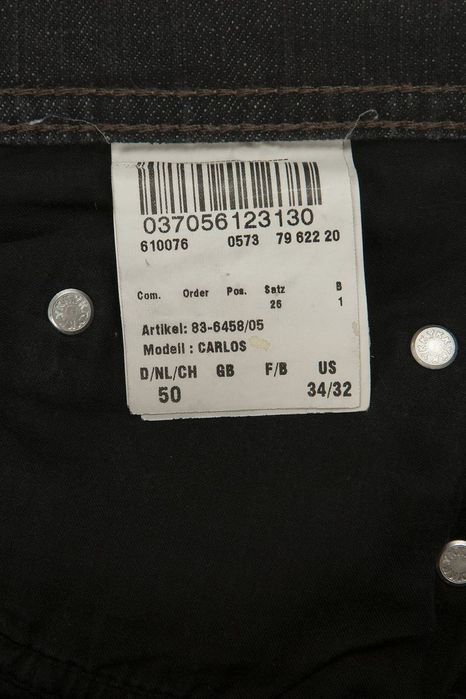 037056123130
610076 0573 79 622 20
Com. Order Pos. Satz B
26 1
Artikel: 83-6458/05
Modell : CARLOS
D/NL/CH GB F/B US
50 34/32